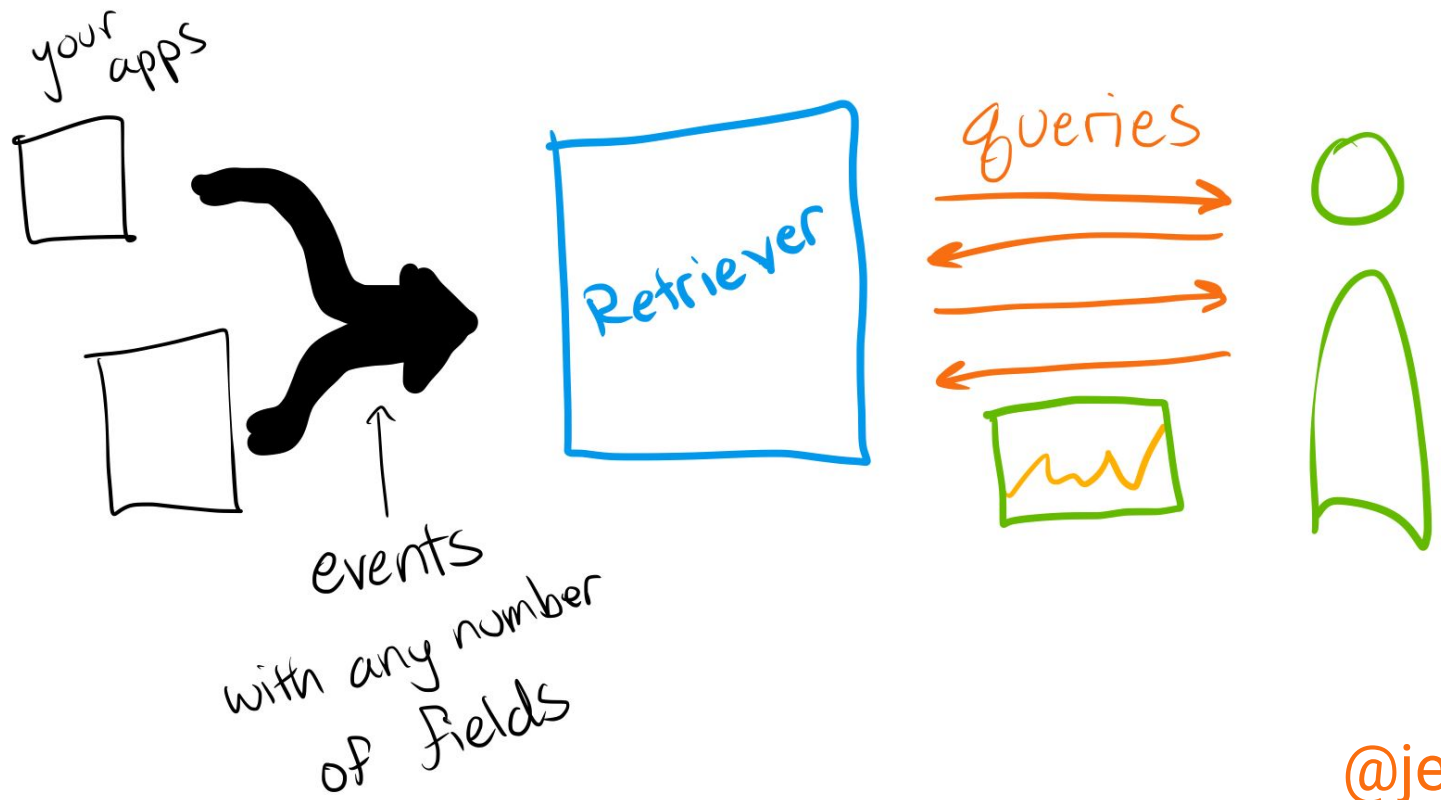 your
apps
Retriever
queries
events
with any number
of fields
@je